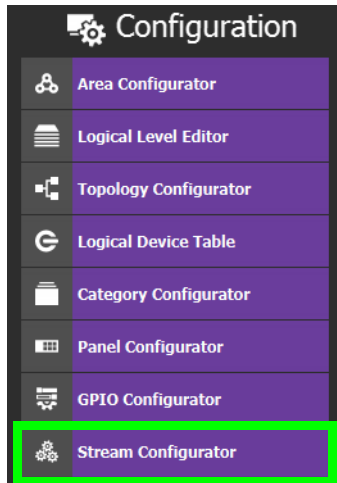 Configuration
Area Configurator
Logical Level Editor
Topology Configurator
Logical Device Table
Category Configurator
Panel Configurator
GPIO Configurator
Stream Configurator